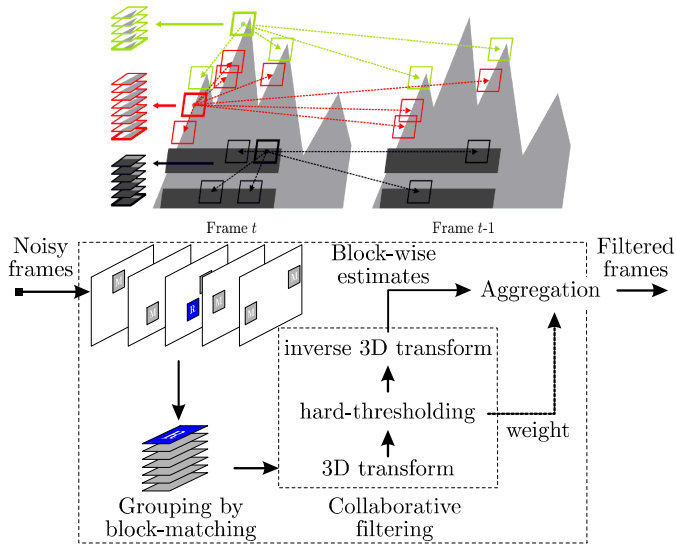 Frame t
Frame t-1
Noisy
frames
Block-wise
estimates
Filtered
frames
M
M
R
M
M
Aggregation
inverse 3D transform
hard-thresholding
weight
3D transform
Grouping by
block-matching
Collaborative
filtering